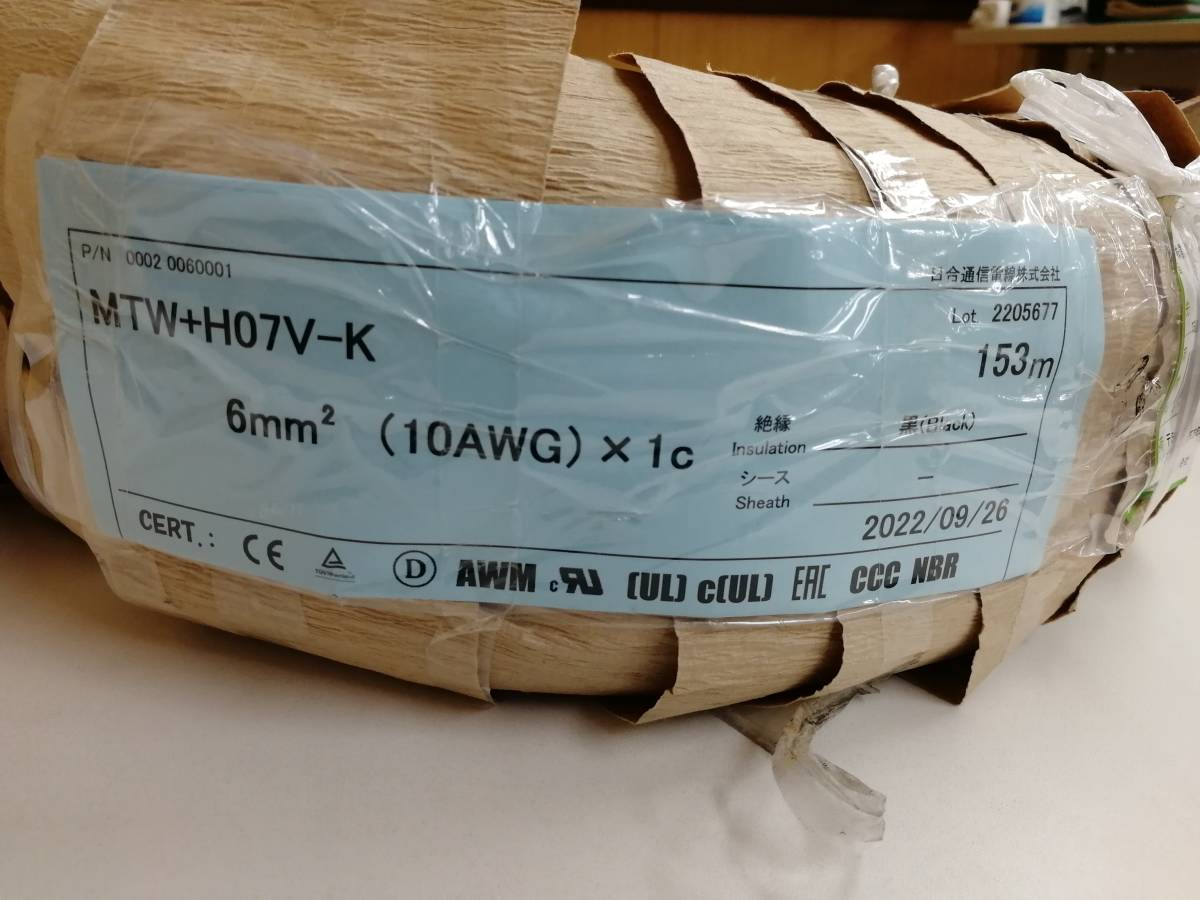 P/N 0002 0060001
日合通信電線株式会社
MTW+H07V-K
Lot 2205677
153m
6mm² (10AWG) × 1c
絶縁
Insulation
黒(Black)
シース
Sheath
－
2022/09/26
CERT.: CE D AWM cRU (UL) c(UL) EAC CCC NBR